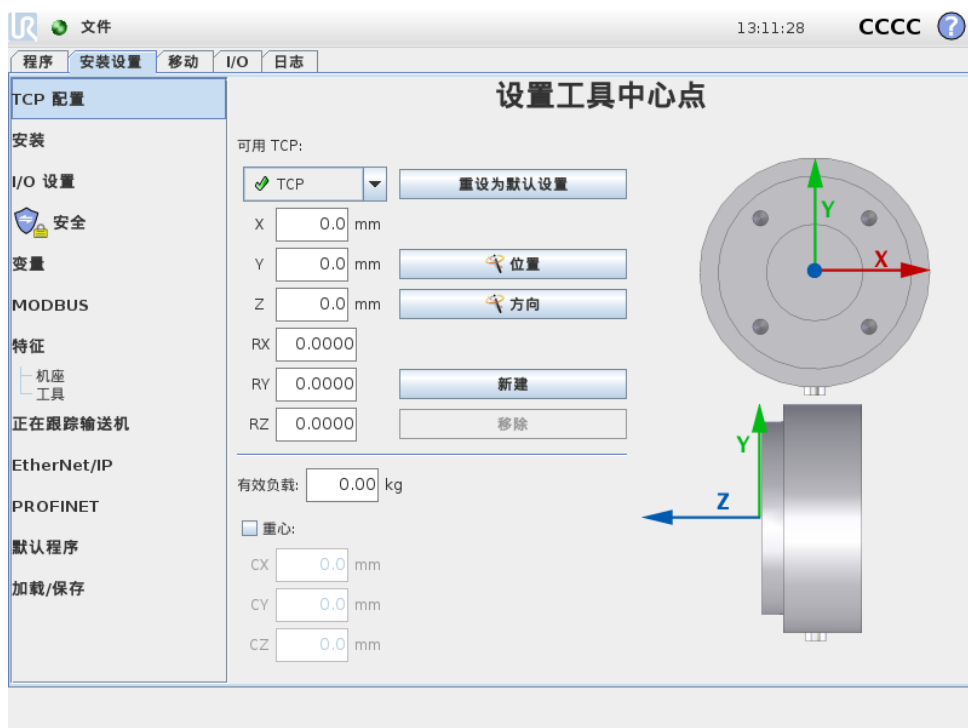 UR 文件 13:11:28 CCCC ?
程序 安装设置 移动 I/O 日志
TCP 配置
安装
I/O 设置
安全
变量
MODBUS
特征
机座
工具
正在跟踪输送机
EtherNet/IP
PROFINET
默认程序
加载/保存
设置工具中心点
可用 TCP:
TCP 重设为默认设置
X 0.0 mm
Y 0.0 mm 位置
Z 0.0 mm 方向
RX 0.0000
RY 0.0000 新建
RZ 0.0000 移除
有效负载: 0.00 kg
重心:
CX 0.0 mm
CY 0.0 mm
CZ 0.0 mm
Y
X
Y
Z